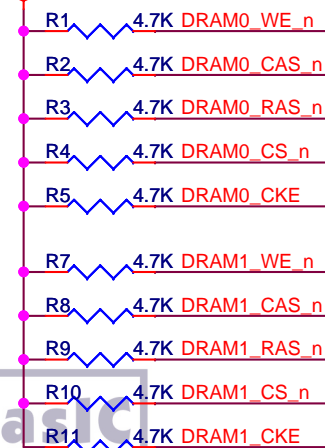 R1 4.7K DRAM0_WE_n
R2 4.7K DRAM0_CAS_n
R3 4.7K DRAM0_RAS_n
R4 4.7K DRAM0_CS_n
R5 4.7K DRAM0_CKE
R7 4.7K DRAM1_WE_n
R8 4.7K DRAM1_CAS_n
R9 4.7K DRAM1_RAS_n
R10 4.7K DRAM1_CS_n
asIC
R11 4.7K DRAM1_CKE